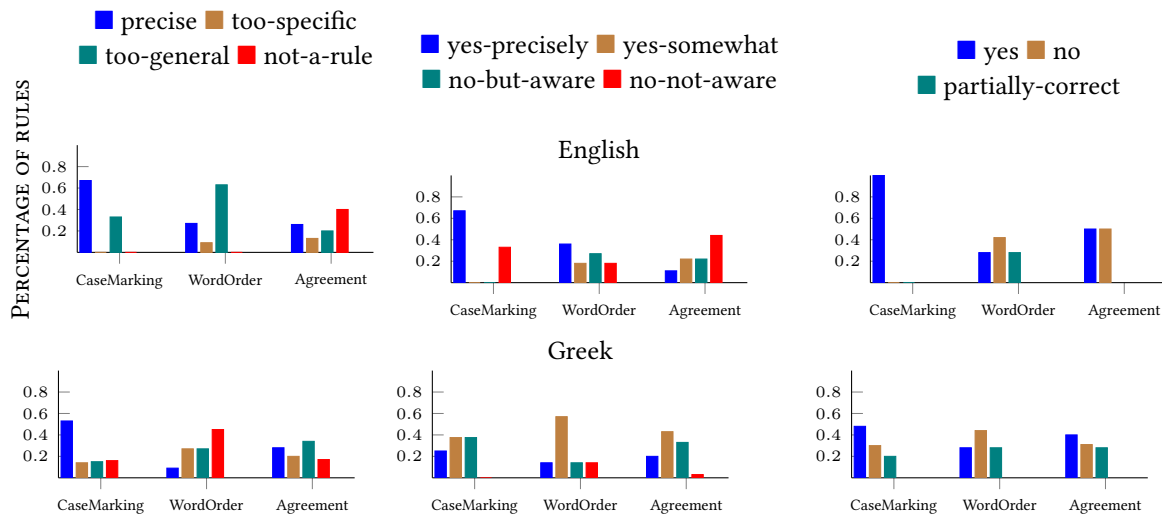 precise too-specific
too-general not-a-rule
yes-precisely yes-somewhat
no-but-aware no-not-aware
yes no
partially-correct
Percentage of rules
English
0.8
0.6
0.4
0.2
CaseMarking WordOrder Agreement
0.8
0.6
0.4
0.2
CaseMarking WordOrder Agreement
0.8
0.6
0.4
0.2
CaseMarking WordOrder Agreement
Greek
0.8
0.6
0.4
0.2
CaseMarking WordOrder Agreement
0.8
0.6
0.4
0.2
CaseMarking WordOrder Agreement
0.8
0.6
0.4
0.2
CaseMarking WordOrder Agreement